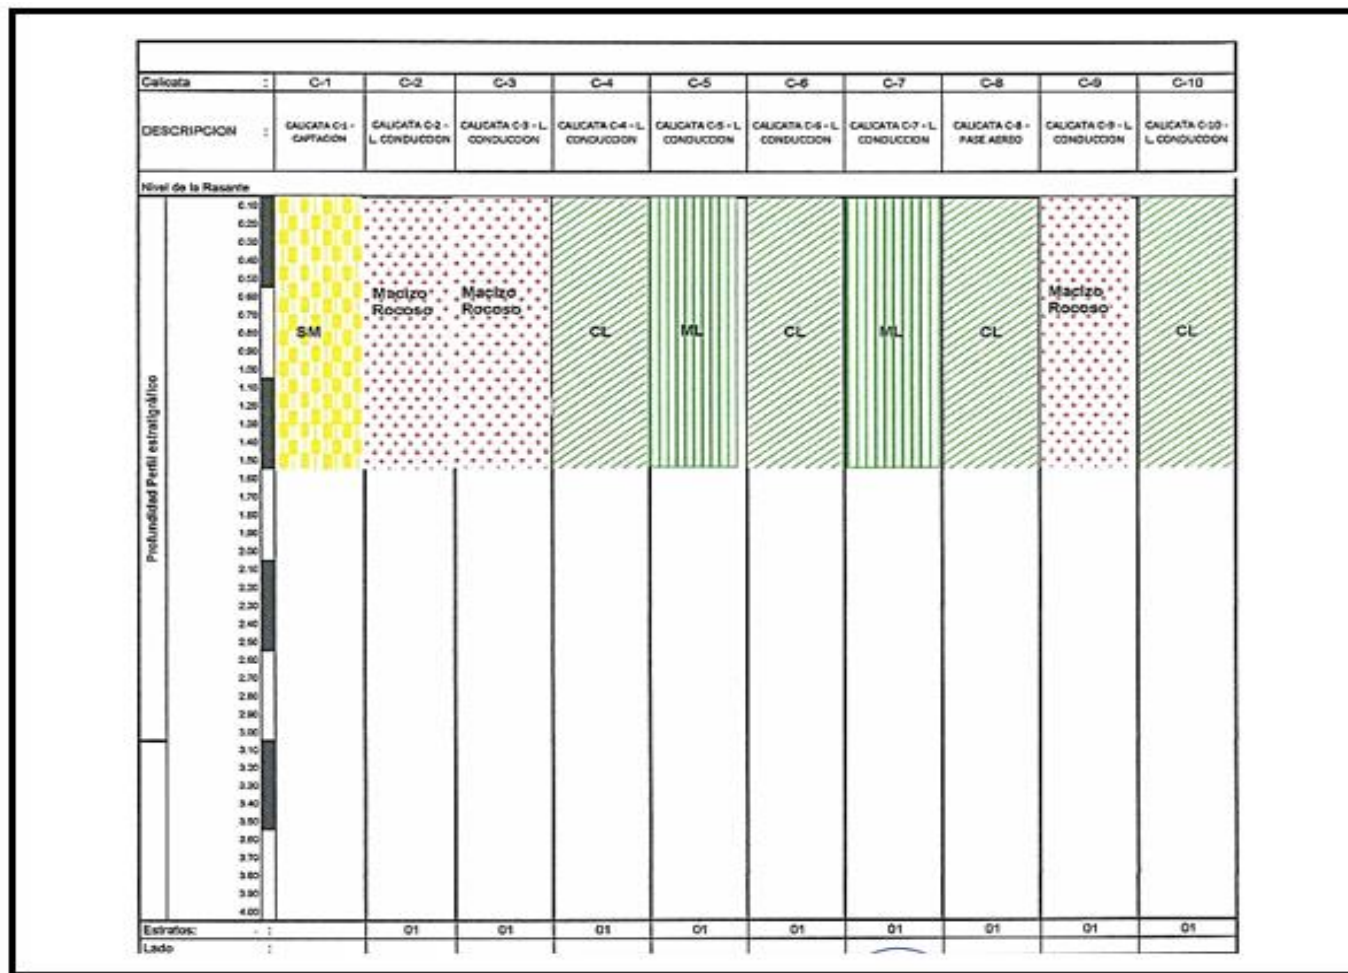 Calicata : C-1 C-2 C-3 C-4 C-5 C-6 C-7 C-8 C-9 C-10
DESCRIPCION : CALICATA C-1 - CAPTACION CALICATA C-2 - L. CONDUCCION CALICATA C-3 - L. CONDUCCION CALICATA C-4 - L. CONDUCCION CALICATA C-5 - L. CONDUCCION CALICATA C-6 - L. CONDUCCION CALICATA C-7 - L. CONDUCCION CALICATA C-8 - PASE AEREO CALICATA C-9 - L. CONDUCCION CALICATA C-10 - L. CONDUCCION
Nivel de la Rasante
Profundidad Perfil estratigráfico
0.10
0.20
0.30
0.40
0.50
0.60
0.70
0.80
0.90
1.00
1.10
1.20
1.30
1.40
1.50
1.60
1.70
1.80
1.90
2.00
2.10
2.20
2.30
2.40
2.50
2.60
2.70
2.80
2.90
3.00
3.10
3.20
3.30
3.40
3.50
3.60
3.70
3.80
3.90
4.00
SM
Macizo
Rocoso
Macizo
Rocoso
CL
ML
CL
ML
CL
Macizo
Rocoso
CL
Estratos: - : 01 01 01 01 01 01 01 01 01
Lado :